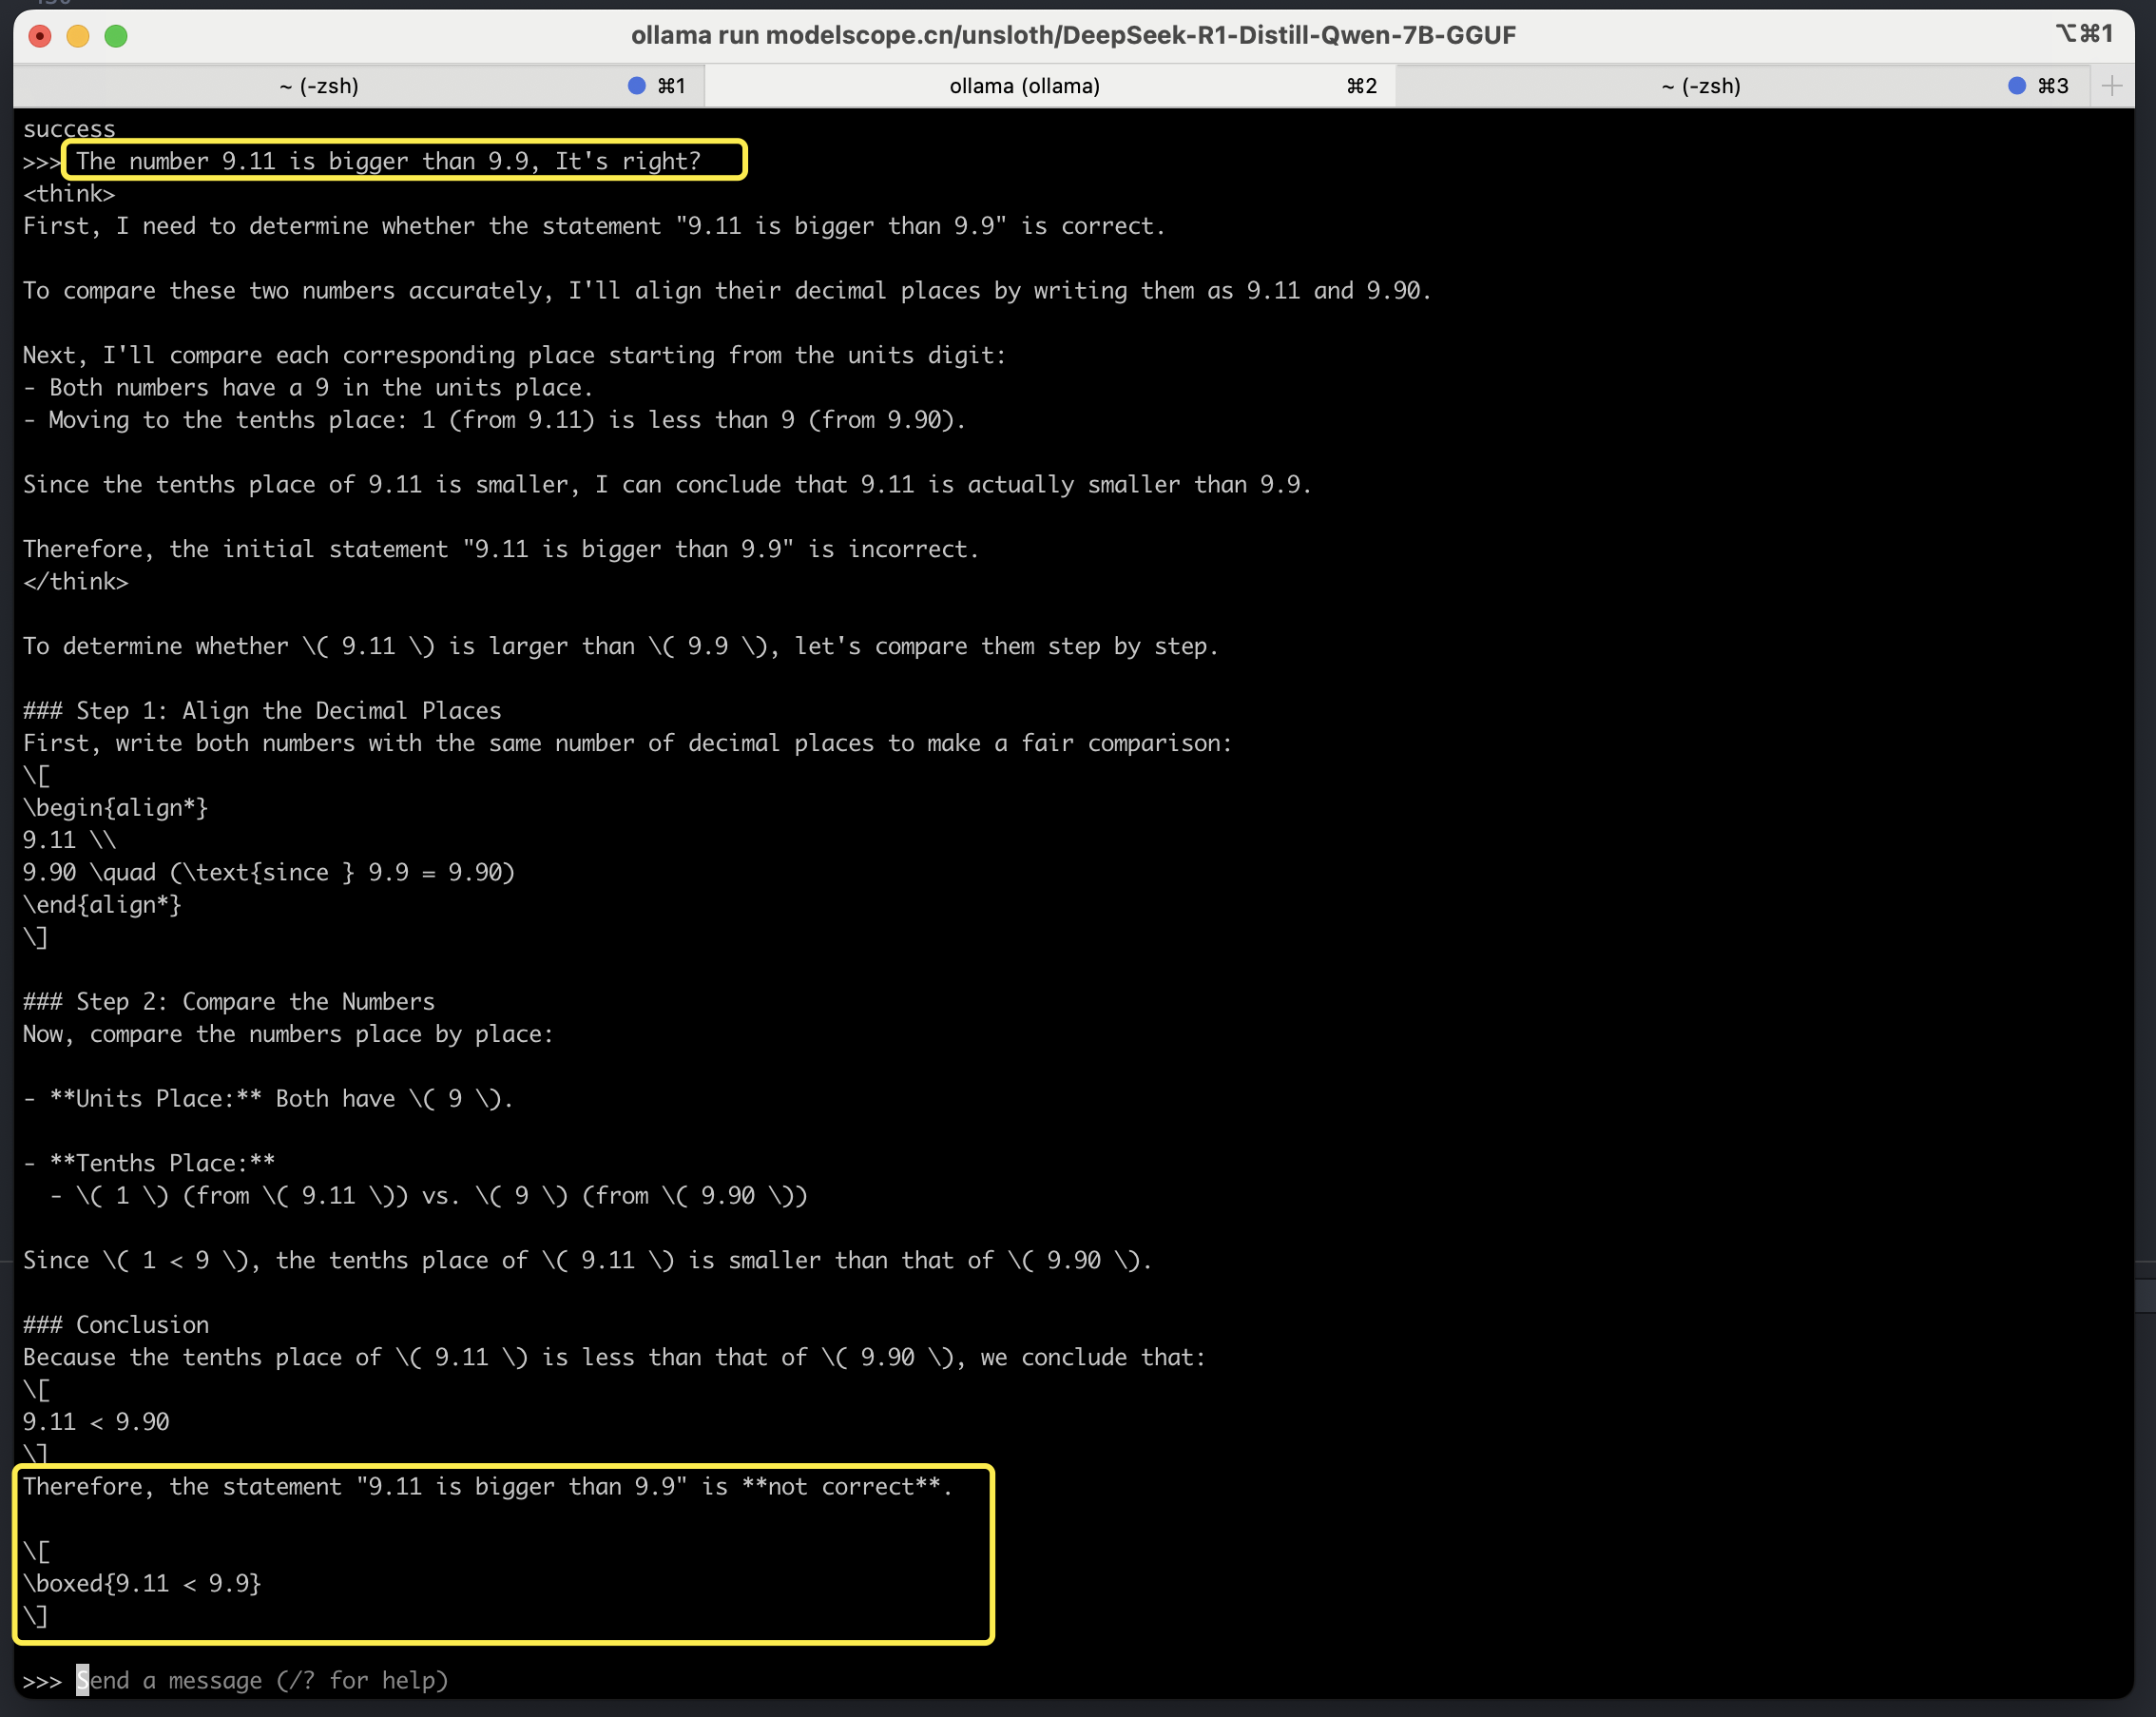 ollama run modelscope.cn/unsloth/DeepSeek-R1-Distill-Qwen-7B-GGUF ⌥⌘1
~ (-zsh) ⌘1 ollama (ollama) ⌘2 ~ (-zsh) ⌘3
success
>>> The number 9.11 is bigger than 9.9, It's right?
<think>
First, I need to determine whether the statement "9.11 is bigger than 9.9" is correct.
To compare these two numbers accurately, I'll align their decimal places by writing them as 9.11 and 9.90.
Next, I'll compare each corresponding place starting from the units digit:
- Both numbers have a 9 in the units place.
- Moving to the tenths place: 1 (from 9.11) is less than 9 (from 9.90).
Since the tenths place of 9.11 is smaller, I can conclude that 9.11 is actually smaller than 9.9.
Therefore, the initial statement "9.11 is bigger than 9.9" is incorrect.
</think>
To determine whether \( 9.11 \) is larger than \( 9.9 \), let's compare them step by step.
### Step 1: Align the Decimal Places
First, write both numbers with the same number of decimal places to make a fair comparison:
\[
\begin{align*}
9.11 \\
9.90 \quad (\text{since } 9.9 = 9.90)
\end{align*}
\]
### Step 2: Compare the Numbers
Now, compare the numbers place by place:
- **Units Place:** Both have \( 9 \).
- **Tenths Place:**
  - \( 1 \) (from \( 9.11 \)) vs. \( 9 \) (from \( 9.90 \))
Since \( 1 < 9 \), the tenths place of \( 9.11 \) is smaller than that of \( 9.90 \).
### Conclusion
Because the tenths place of \( 9.11 \) is less than that of \( 9.90 \), we conclude that:
\[
9.11 < 9.90
\]
Therefore, the statement "9.11 is bigger than 9.9" is **not correct**.
\[
\boxed{9.11 < 9.9}
\]
>>> Send a message (/? for help)